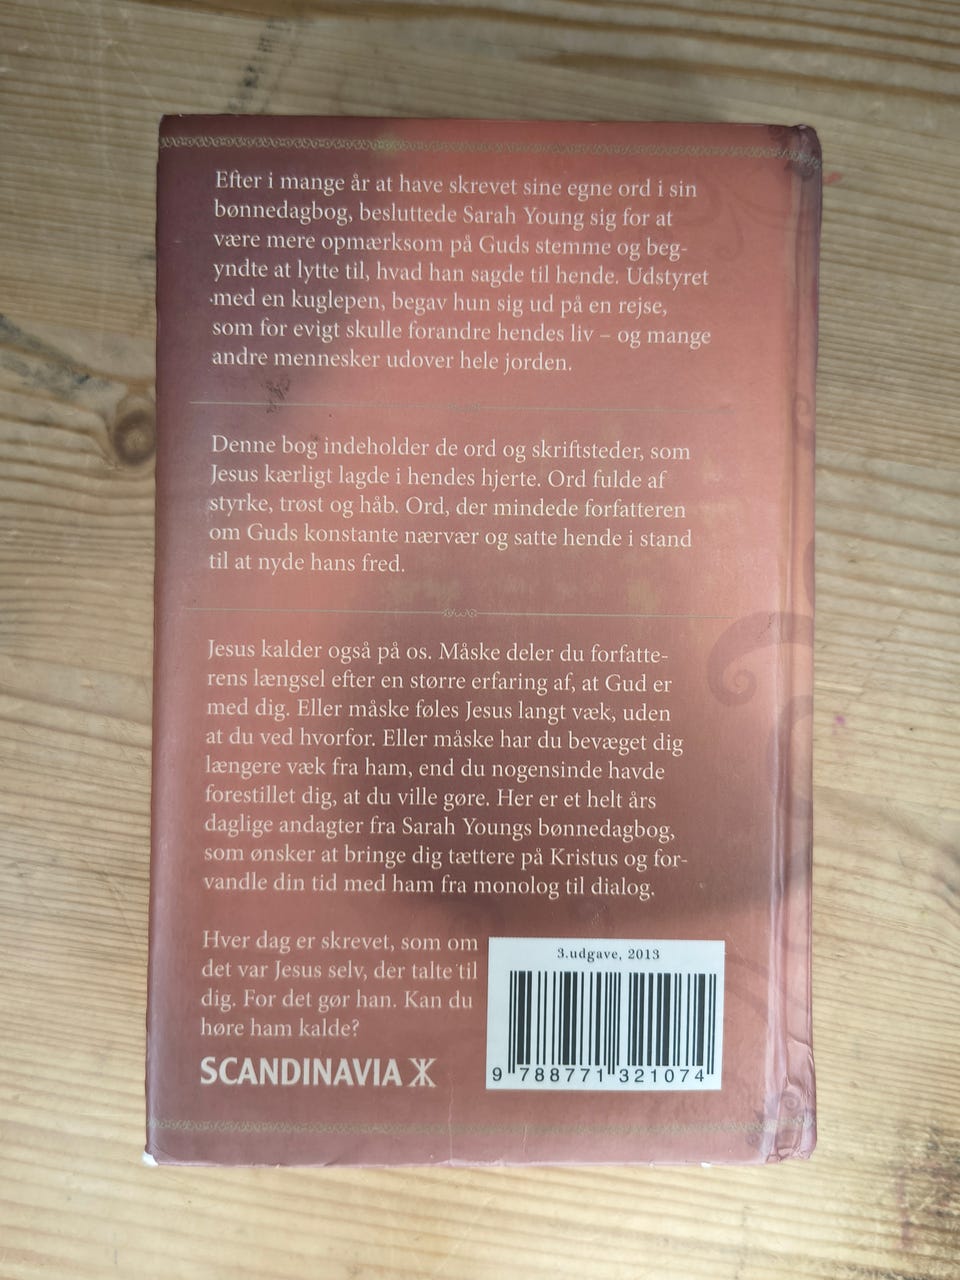 Efter i mange år at have skrevet sine egne ord i sin
bønnedagbog, besluttede Sarah Young sig for at
være mere opmærksom på Guds stemme og beg-
yndte at lytte til, hvad han sagde til hende. Udstyret
med en kuglepen, begav hun sig ud på en rejse,
som for evigt skulle forandre hendes liv – og mange
andre mennesker udover hele jorden.
Denne bog indeholder de ord og skriftsteder, som
Jesus kærligt lagde i hendes hjerte. Ord fulde af
styrke, trøst og håb. Ord, der mindede forfatteren
om Guds konstante nærvær og satte hende i stand
til at nyde hans fred.
Jesus kalder også på os. Måske deler du forfatte-
rens længsel efter en større erfaring af, at Gud er
med dig. Eller måske føles Jesus langt væk, uden
at du ved hvorfor. Eller måske har du bevæget dig
længere væk fra ham, end du nogensinde havde
forestillet dig, at du ville gøre. Her er et helt års
daglige andagter fra Sarah Youngs bønnedagbog,
som ønsker at bringe dig tættere på Kristus og for-
vandle din tid med ham fra monolog til dialog.
Hver dag er skrevet, som om
det var Jesus selv, der talte til
dig. For det gør han. Kan du
høre ham kalde?
SCANDINAVIA
3.udgave, 2013
9 788771 321074